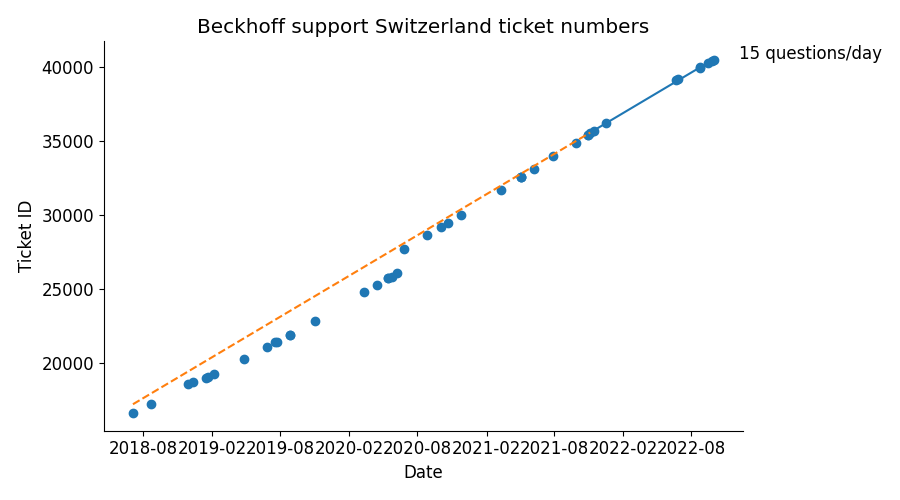 Beckhoff support Switzerland ticket numbers
15 questions/day
40000
35000
30000
25000
20000
Ticket ID
2018-08 2019-02 2019-08 2020-02 2020-08 2021-02 2021-08 2022-02 2022-08
Date